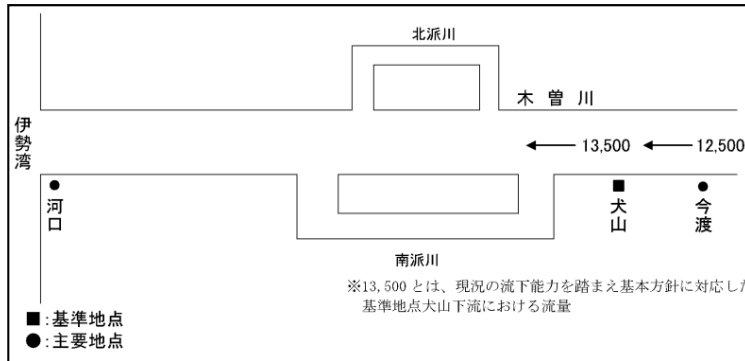 北派川
木曽川
伊勢湾
13,500
12,500
河口
犬山
今渡
南派川
※13,500 とは、現況の流下能力を踏まえ基本方針に対応した
基準地点犬山下流における流量
■:基準地点
●:主要地点